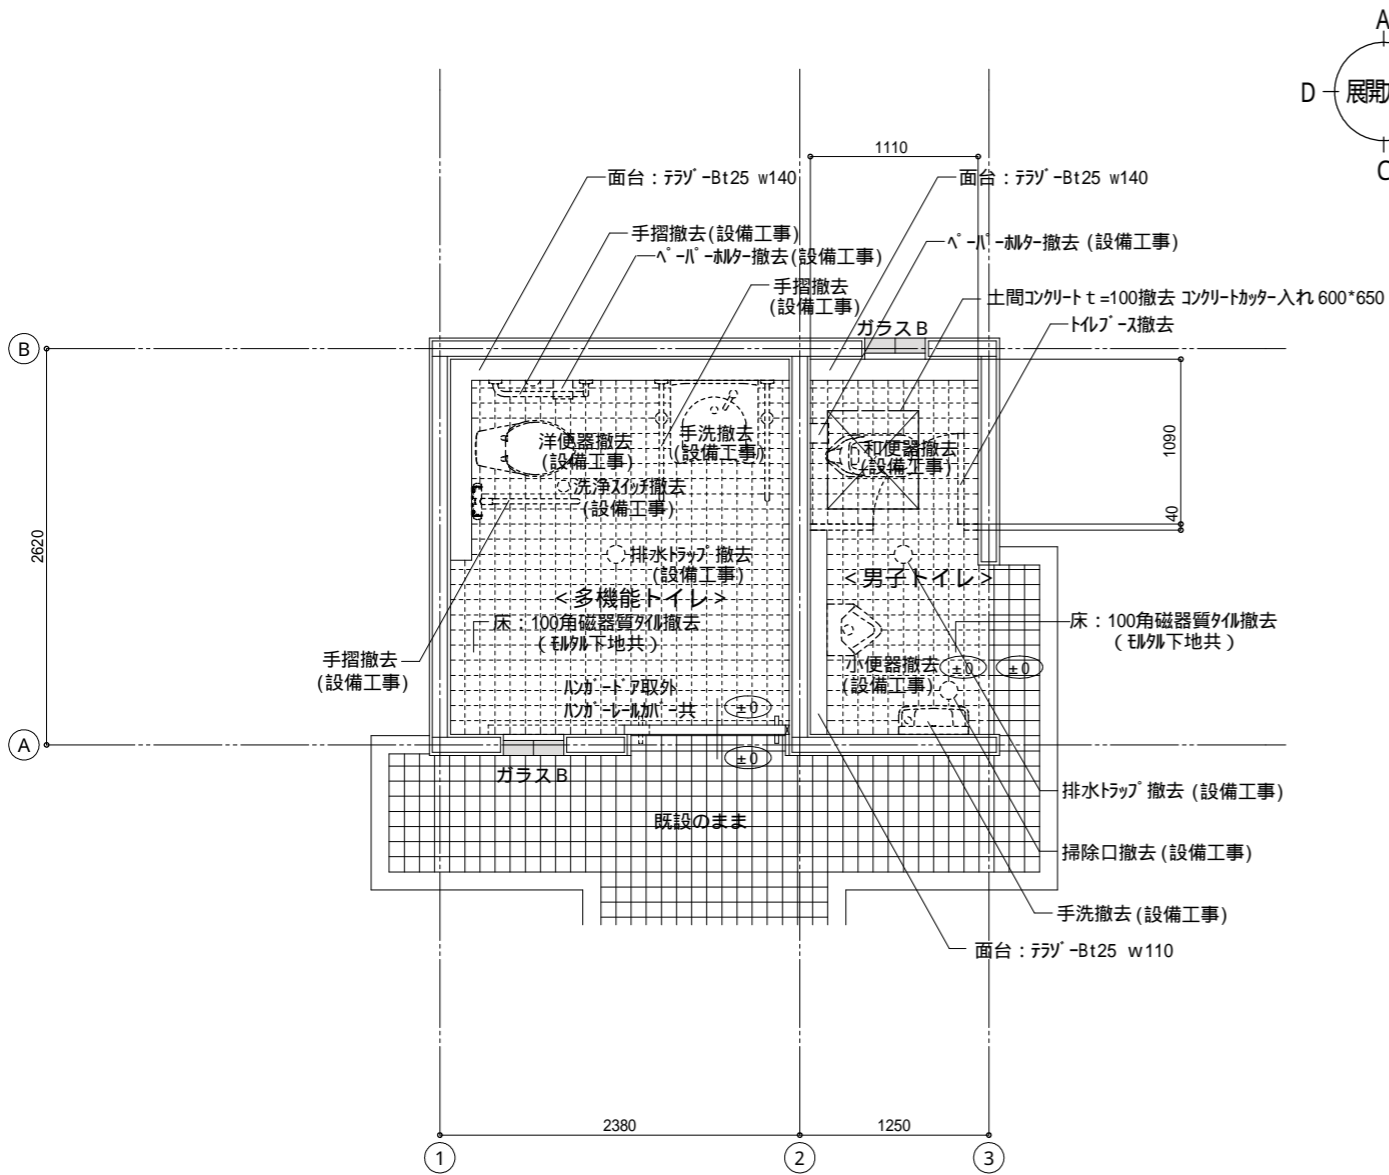 A
D
展開
C
1110
面台：ﾃﾗｿﾞｰBt25 w140
面台：ﾃﾗｿﾞｰBt25 w140
手摺撤去(設備工事)
ﾍﾟｰﾊﾟｰﾎﾙﾀﾞｰ撤去(設備工事)
ﾍﾟｰﾊﾟｰﾎﾙﾀﾞｰ撤去 (設備工事)
手摺撤去
(設備工事)
土間ｺﾝｸﾘｰﾄ t =100撤去 ｺﾝｸﾘｰﾄｶｯﾀｰ入れ 600*650
ﾄｲﾚﾌﾞｰｽ撤去
ガラスB
B
洋便器撤去
(設備工事)
手洗撤去
(設備工事)
和便器撤去
(設備工事)
1090
洗浄ｽｲｯﾁ撤去
(設備工事)
40
2620
排水ﾄﾗｯﾌﾟ撤去
(設備工事)
<多機能トイレ>
<男子トイレ>
床：100角磁器質ﾀｲﾙ撤去
(ﾓﾙﾀﾙ下地共)
床：100角磁器質ﾀｲﾙ撤去
(ﾓﾙﾀﾙ下地共)
手摺撤去
(設備工事)
小便器撤去
(設備工事)
±0
±0
ﾊﾝｶﾞｰﾄﾞｱ取外
ﾊﾝｶﾞｰﾚｰﾙｶﾊﾞｰ共
±0
±0
A
ガラスB
既設のまま
排水ﾄﾗｯﾌﾟ撤去 (設備工事)
掃除口撤去 (設備工事)
手洗撤去 (設備工事)
面台：ﾃﾗｿﾞｰBt25 w110
2380
1250
1
2
3